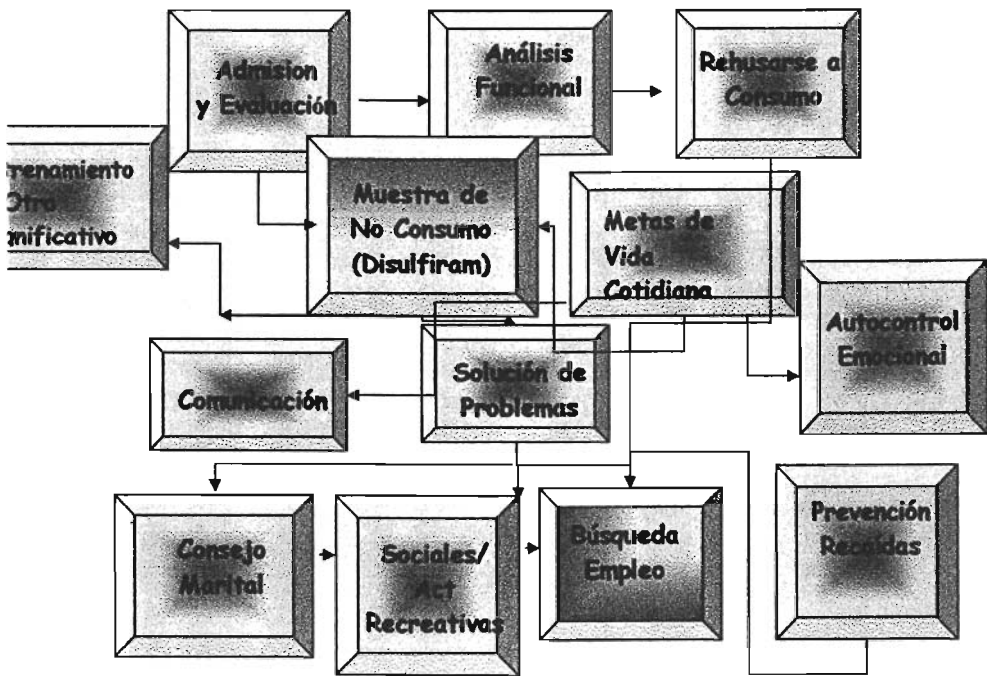 Admision
y Evaluación
Análisis
Funcional
Rehusarse a
Consumo
trenamiento
Otro
nificativo
Muestra de
No Consumo
(Disulfiram)
Metas de
Vida
Cotidiana
Autocontrol
Emocional
Comunicación
Solución de
Problemas
Consejo
Marital
Sociales/
Act
Recreativas
Búsqueda
Empleo
Prevención
Recaídas